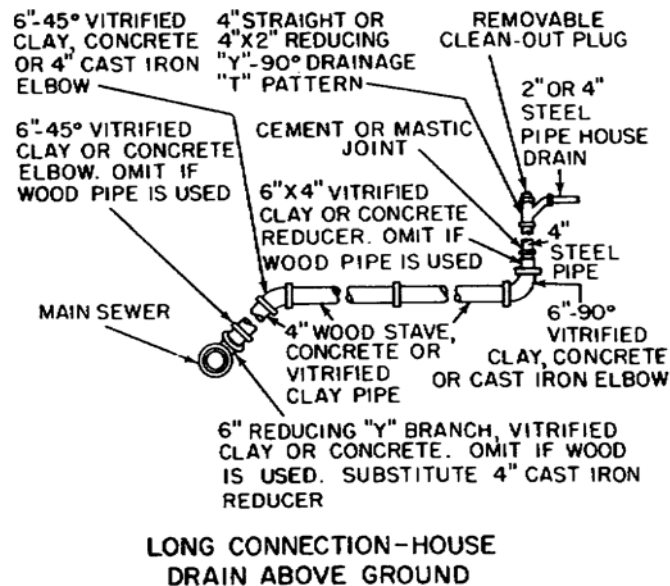 6"-45° VITRIFIED
CLAY, CONCRETE
OR 4" CAST IRON
ELBOW
4" STRAIGHT OR
4"X2" REDUCING
"Y"-90° DRAINAGE
"T" PATTERN
REMOVABLE
CLEAN-OUT PLUG
2" OR 4"
STEEL
PIPE HOUSE
DRAIN
6"-45° VITRIFIED
CLAY OR CONCRETE
ELBOW. OMIT IF
WOOD PIPE IS USED
CEMENT OR MASTIC
JOINT
6"X4" VITRIFIED
CLAY OR CONCRETE
REDUCER. OMIT IF
WOOD PIPE IS USED
4"
STEEL
PIPE
MAIN SEWER
4" WOOD STAVE,
CONCRETE OR
VITRIFIED
CLAY PIPE
6"-90°
VITRIFIED
CLAY, CONCRETE
OR CAST IRON ELBOW
6" REDUCING "Y" BRANCH, VITRIFIED
CLAY OR CONCRETE. OMIT IF WOOD
IS USED. SUBSTITUTE 4" CAST IRON
REDUCER
LONG CONNECTION-HOUSE
DRAIN ABOVE GROUND